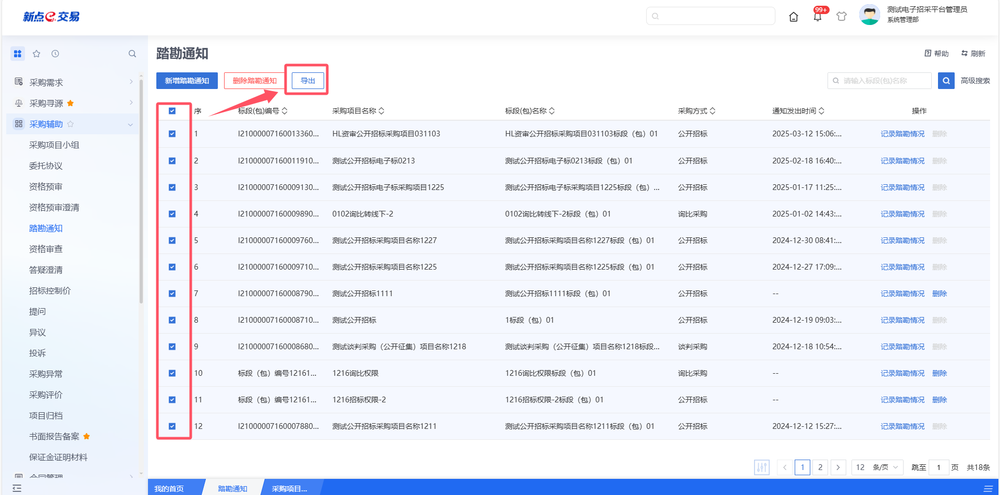 新点e交易
99+
测试电子招采平台管理员
系统管理部
踏勘通知
帮助
刷新
新增踏勘通知
删除踏勘通知
导出
请输入标段(包)名称
高级搜索
采购需求
采购寻源
采购辅助
采购项目小组
委托协议
资格预审
资格预审澄清
踏勘通知
资格审查
答疑澄清
招标控制价
提问
异议
投诉
采购异常
采购评价
项目归档
书面报告备案
保证金证明材料
合同管理
序 标段(包)编号 采购项目名称 标段(包)名称 采购方式 通知发出时间 操作
1 I21000007160013360... HL资审公开招标采购项目031103 HL资审公开招标采购项目031103标段（包）01 公开招标 2025-03-12 15:06:... 记录踏勘情况 删除
2 I21000007160011910... 测试公开招标电子标0213 测试公开招标电子标0213标段（包）01 公开招标 2025-02-18 16:40:... 记录踏勘情况 删除
3 I21000007160009130... 测试公开招标电子标采购项目1225 测试公开招标电子标采购项目1225标段（包）... 公开招标 2025-01-17 11:25:... 记录踏勘情况 删除
4 I21000007160009890... 0102询比转线下-2 0102询比转线下-2标段（包）01 询比采购 2025-01-02 14:43:... 记录踏勘情况 删除
5 I21000007160009760... 测试公开招标采购项目名称1227 测试公开招标采购项目名称1227标段（包）01 公开招标 2024-12-30 08:41:... 记录踏勘情况 删除
6 I21000007160009710... 测试公开招标采购项目名称1225 测试公开招标采购项目名称1225标段（包）01 公开招标 2024-12-27 17:09:... 记录踏勘情况 删除
7 I21000007160008790... 测试公开招标1111 测试公开招标1111标段（包）01 公开招标 -- 记录踏勘情况 删除
8 I21000007160008710... 测试公开招标 1标段（包）01 公开招标 2024-12-19 09:03:... 记录踏勘情况 删除
9 I21000007160008680... 测试谈判采购（公开征集）项目名称1218 测试谈判采购（公开征集）项目名称1218标段... 谈判采购 2024-12-18 10:54:... 记录踏勘情况 删除
10 标段（包）编号12161... 1216询比权限 1216询比权限标段（包）01 询比采购 -- 记录踏勘情况 删除
11 标段（包）编号12161... 1216招标权限-2 1216招标权限-2标段（包）01 公开招标 -- 记录踏勘情况 删除
12 I21000007160007880... 测试公开招标采购项目名称1211 测试公开招标采购项目名称1211标段（包）01 公开招标 2024-12-12 15:27:... 记录踏勘情况 删除
1 2 12 条/页 跳至 1 页 共18条
我的首页 踏勘通知 采购项目...